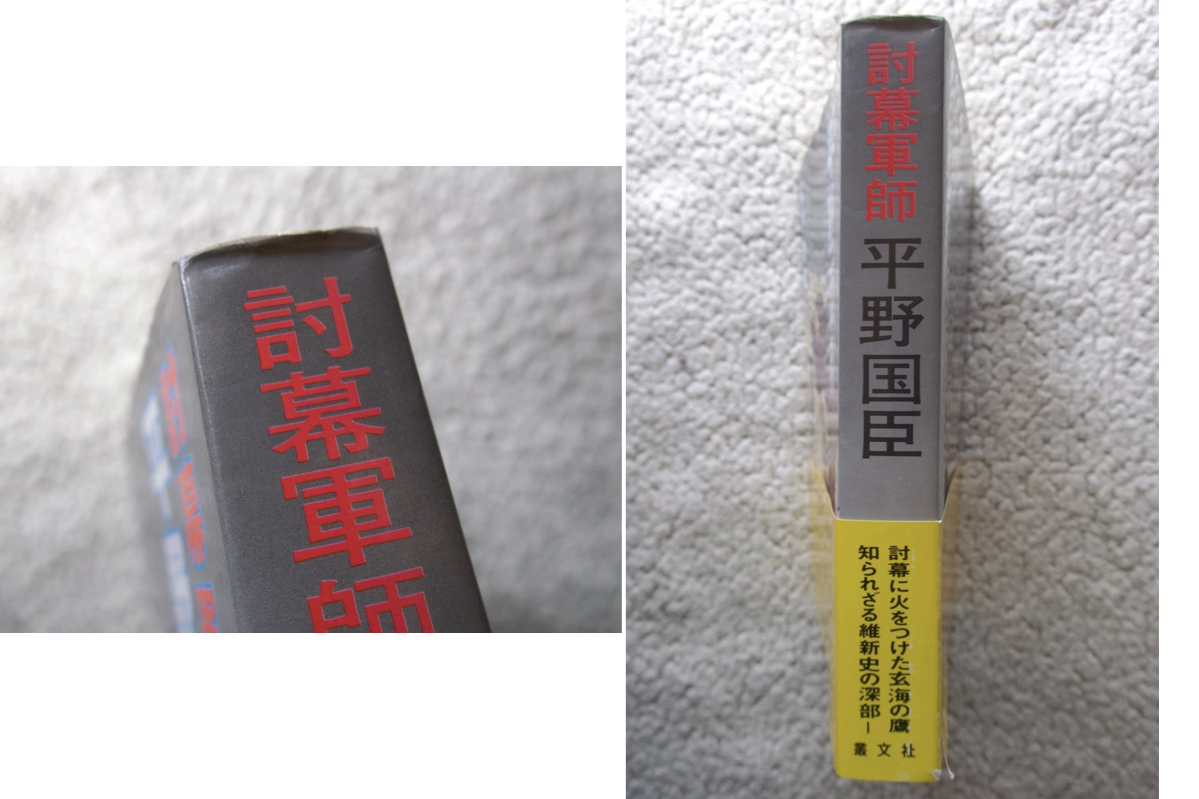 討幕軍師
討幕軍師
平野国臣
討幕に火をつけた玄海の鷹
知られざる維新史の深部ー
叢文社